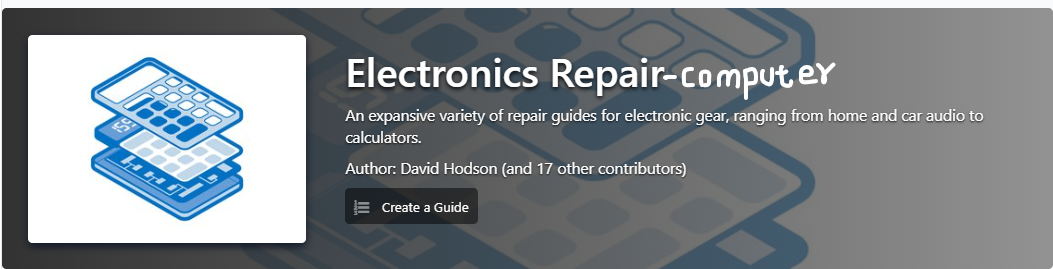 Electronics Repair-computer
An expansive variety of repair guides for electronic gear, ranging from home and car audio to
calculators.
Author: David Hodson (and 17 other contributors)
Create a Guide